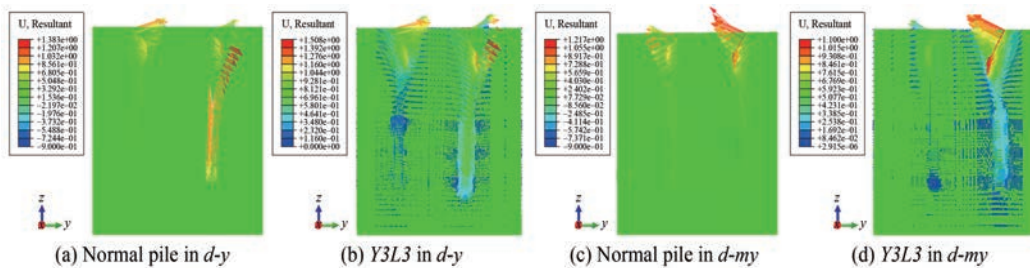 U, Resultant
+1.383e+00
+1.207e+00
+1.032e+00
+8.561e-01
+6.805e-01
+5.048e-01
+3.292e-01
+1.536e-01
-2.197e-02
-1.976e-01
-3.732e-01
-5.488e-01
-7.244e-01
-9.000e-01
z
y
(a) Normal pile in d-y
U, Resultant
+1.508e+00
+1.392e+00
+1.276e+00
+1.160e+00
+1.044e+00
+9.281e-01
+8.121e-01
+6.961e-01
+5.801e-01
+4.641e-01
+3.480e-01
+2.320e-01
+1.160e-01
+0.000e+00
z
y
(b) Y3L3 in d-y
U, Resultant
+1.217e+00
+1.055e+00
+8.917e-01
+7.288e-01
+5.659e-01
+4.030e-01
+2.402e-01
+7.729e-02
-8.560e-02
-2.485e-01
-4.114e-01
-5.742e-01
-7.371e-01
-9.000e-01
z
y
(c) Normal pile in d-my
U, Resultant
+1.100e+00
+1.015e+00
+9.308e-01
+8.461e-01
+7.615e-01
+6.769e-01
+5.923e-01
+5.077e-01
+4.231e-01
+3.385e-01
+2.538e-01
+1.692e-01
+8.462e-02
+2.915e-06
z
y
(d) Y3L3 in d-my